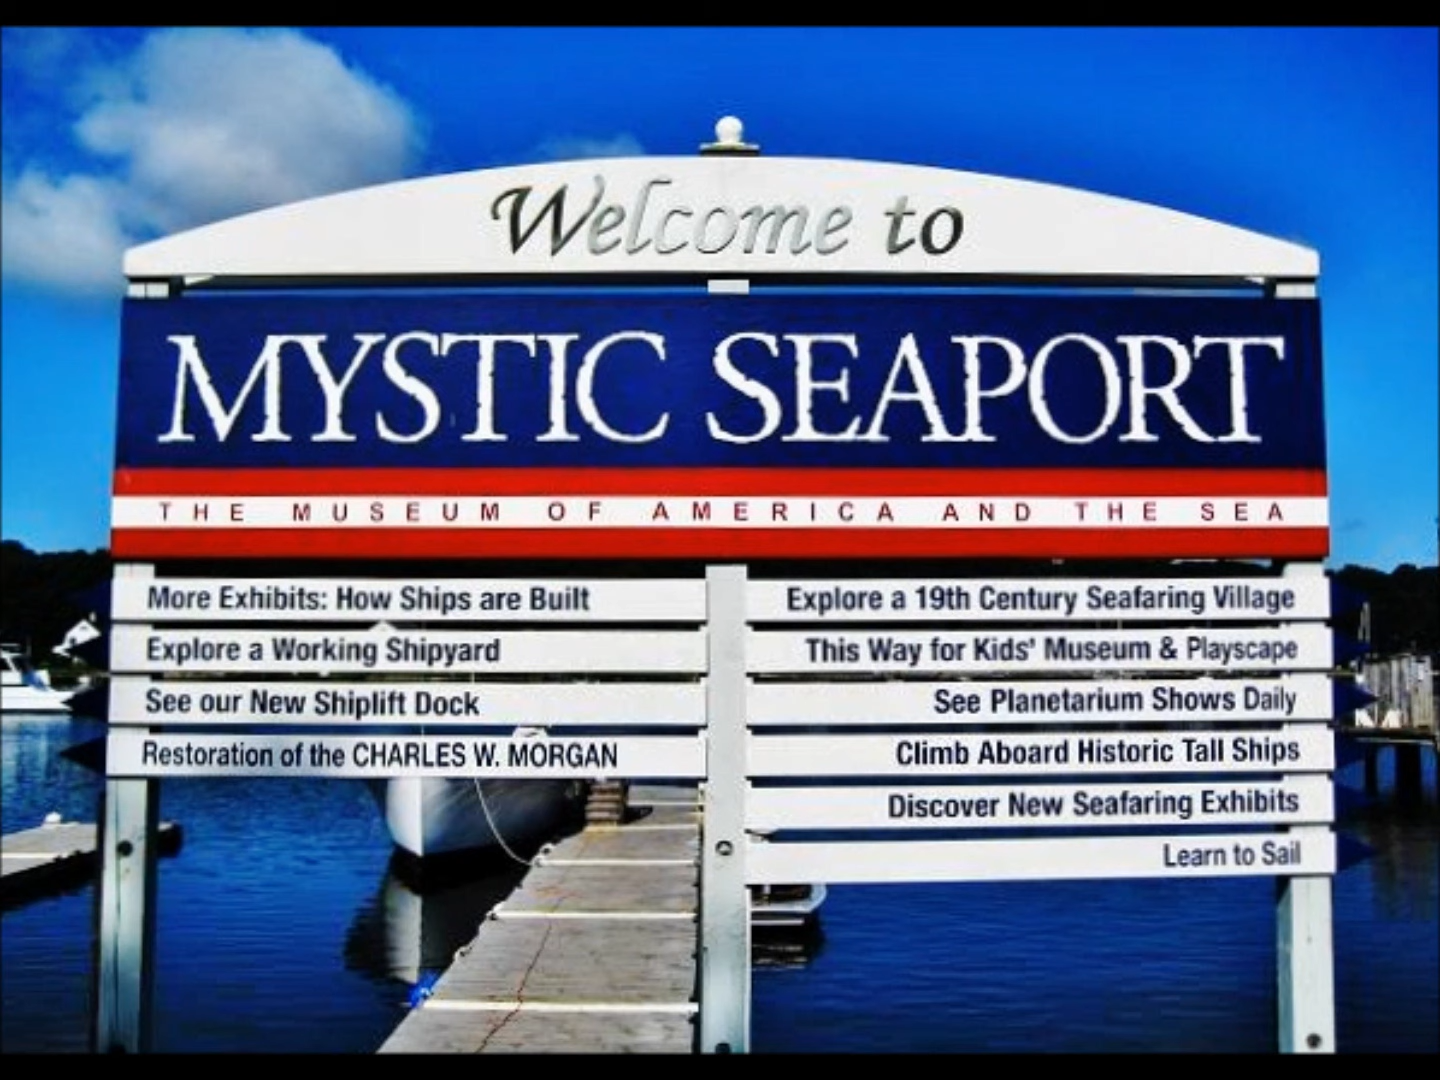 Welcome to
MYSTIC SEAPORT
THE MUSEUM OF AMERICA AND THE SEA
More Exhibits: How Ships are Built
Explore a Working Shipyard
See our New Shiplift Dock
Restoration of the CHARLES W. MORGAN
Explore a 19th Century Seafaring Village
This Way for Kids' Museum & Playscape
See Planetarium Shows Daily
Climb Aboard Historic Tall Ships
Discover New Seafaring Exhibits
Learn to Sail